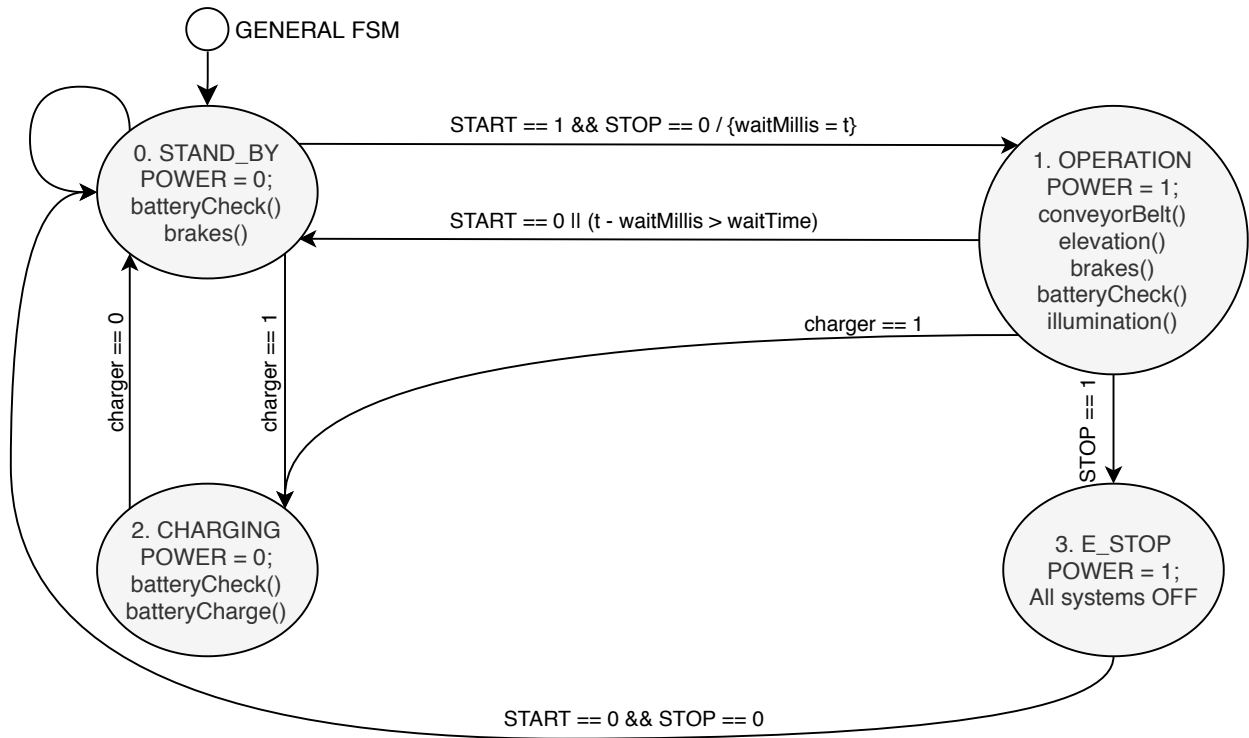 GENERAL FSM
START == 1 && STOP == 0 / {waitMillis = t}
0. STAND_BY
POWER = 0;
batteryCheck()
brakes()
1. OPERATION
POWER = 1;
conveyorBelt()
elevation()
brakes()
batteryCheck()
illumination()
START == 0 || (t - waitMillis > waitTime)
charger == 0
charger == 1
charger == 1
STOP == 1
2. CHARGING
POWER = 0;
batteryCheck()
batteryCharge()
3. E_STOP
POWER = 1;
All systems OFF
START == 0 && STOP == 0